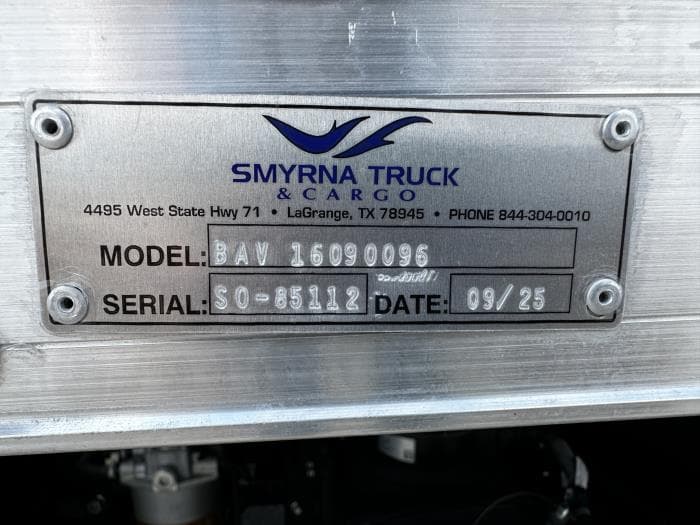 SMYRNA TRUCK
& CARGO
4495 West State Hwy 71 • LaGrange, TX 78945 • PHONE 844-304-0010
MODEL: BAV 16090096
SERIAL: SO-85112 DATE: 09/25